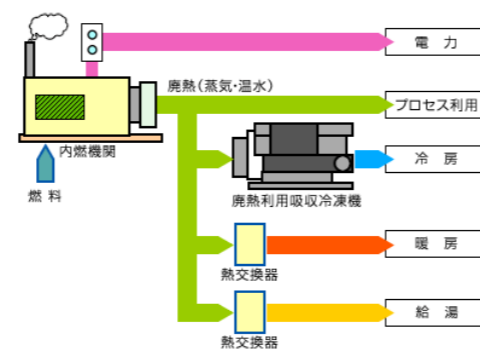 電 力
廃熱(蒸気・温水)
プロセス利用
内燃機関
冷 房
燃 料
廃熱利用吸収冷凍機
暖 房
熱交換器
給 湯
熱交換器